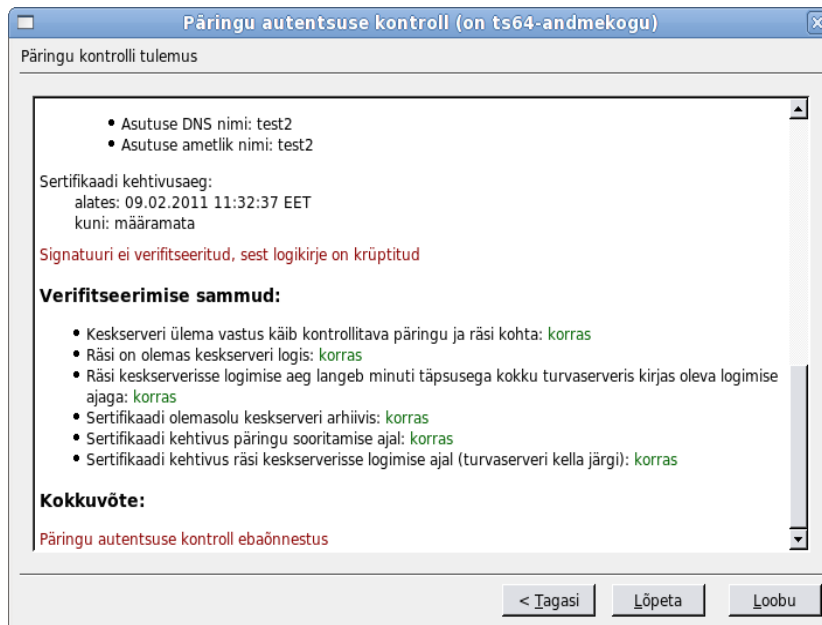 Päringu autentsuse kontroll (on ts64-andmekogu)
Päringu kontrolli tulemus
• Asutuse DNS nimi: test2
• Asutuse ametlik nimi: test2
Sertifikaadi kehtivusaeg:
alates: 09.02.2011 11:32:37 EET
kuni: määramata
Signatuuri ei verifitseeritud, sest logikirje on krüptitud
Verifitseerimise sammud:
• Keskserveri ülema vastus käib kontrollitava päringu ja räsi kohta: korras
• Räsi on olemas keskserveri logis: korras
• Räsi keskserverisse logimise aeg langeb minuti täpsusega kokku turvaserveris kirjas oleva logimise
ajaga: korras
• Sertifikaadi olemasolu keskserveri arhiivis: korras
• Sertifikaadi kehtivus päringu sooritamise ajal: korras
• Sertifikaadi kehtivus räsi keskserverisse logimise ajal (turvaserveri kella järgi): korras
Kokkuvõte:
Päringu autentsuse kontroll ebaõnnestus
< Tagasi
Lõpeta
Loobu